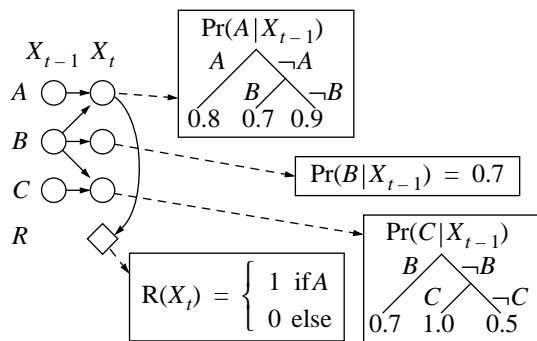 X_{t−1} X_t
A
B
C
R
Pr(A|X_{t−1})
A ¬A
B ¬B
0.8 0.7 0.9
Pr(B|X_{t−1}) = 0.7
Pr(C|X_{t−1})
B ¬B
C ¬C
0.7 1.0 0.5
R(X_t) = { 1 if A
0 else